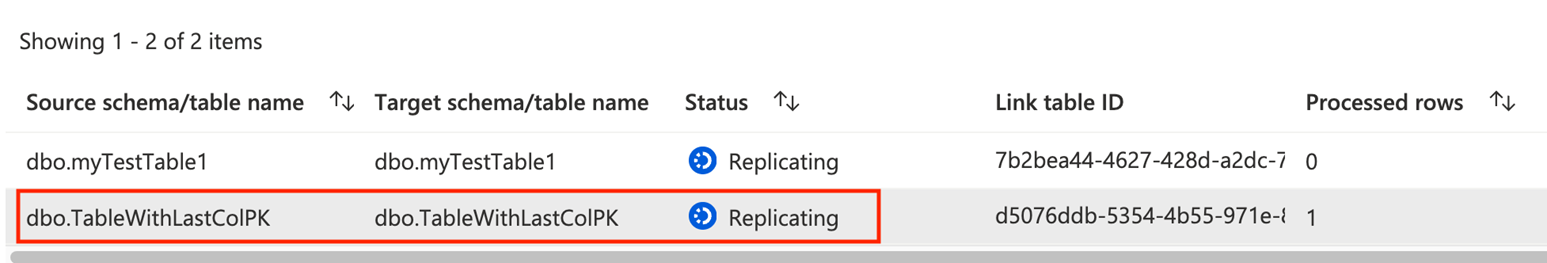 Showing 1 - 2 of 2 items
Source schema/table name Target schema/table name Status Link table ID Processed rows
dbo.myTestTable1 dbo.myTestTable1 Replicating 7b2bea44-4627-428d-a2dc-7 0
dbo.TableWithLastColPK dbo.TableWithLastColPK Replicating d5076ddb-5354-4b55-971e-8 1